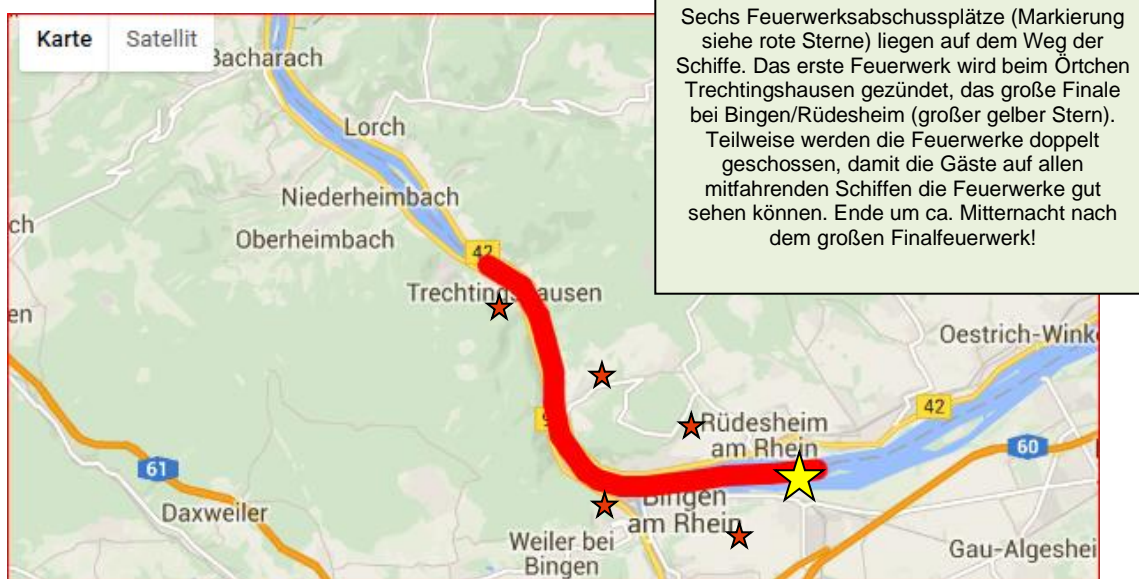 Sechs Feuerwerksabschussplätze (Markierung
siehe rote Sterne) liegen auf dem Weg der
Schiffe. Das erste Feuerwerk wird beim Örtchen
Trechtingshausen gezündet, das große Finale
bei Bingen/Rüdesheim (großer gelber Stern).
Teilweise werden die Feuerwerke doppelt
geschossen, damit die Gäste auf allen
mitfahrenden Schiffen die Feuerwerke gut
sehen können. Ende um ca. Mitternacht nach
dem großen Finalfeuerwerk!
Karte Satellit
Bacharach
Lorch
Niederheimbach
ch
Oberheimbach
42
Trechtingshausen
en
Oestrich-Wink
42
9
Rüdesheim
am Rhein
60
61
Bingen
am Rhein
Daxweiler
Weiler bei
Bingen
Gau-Algeshei